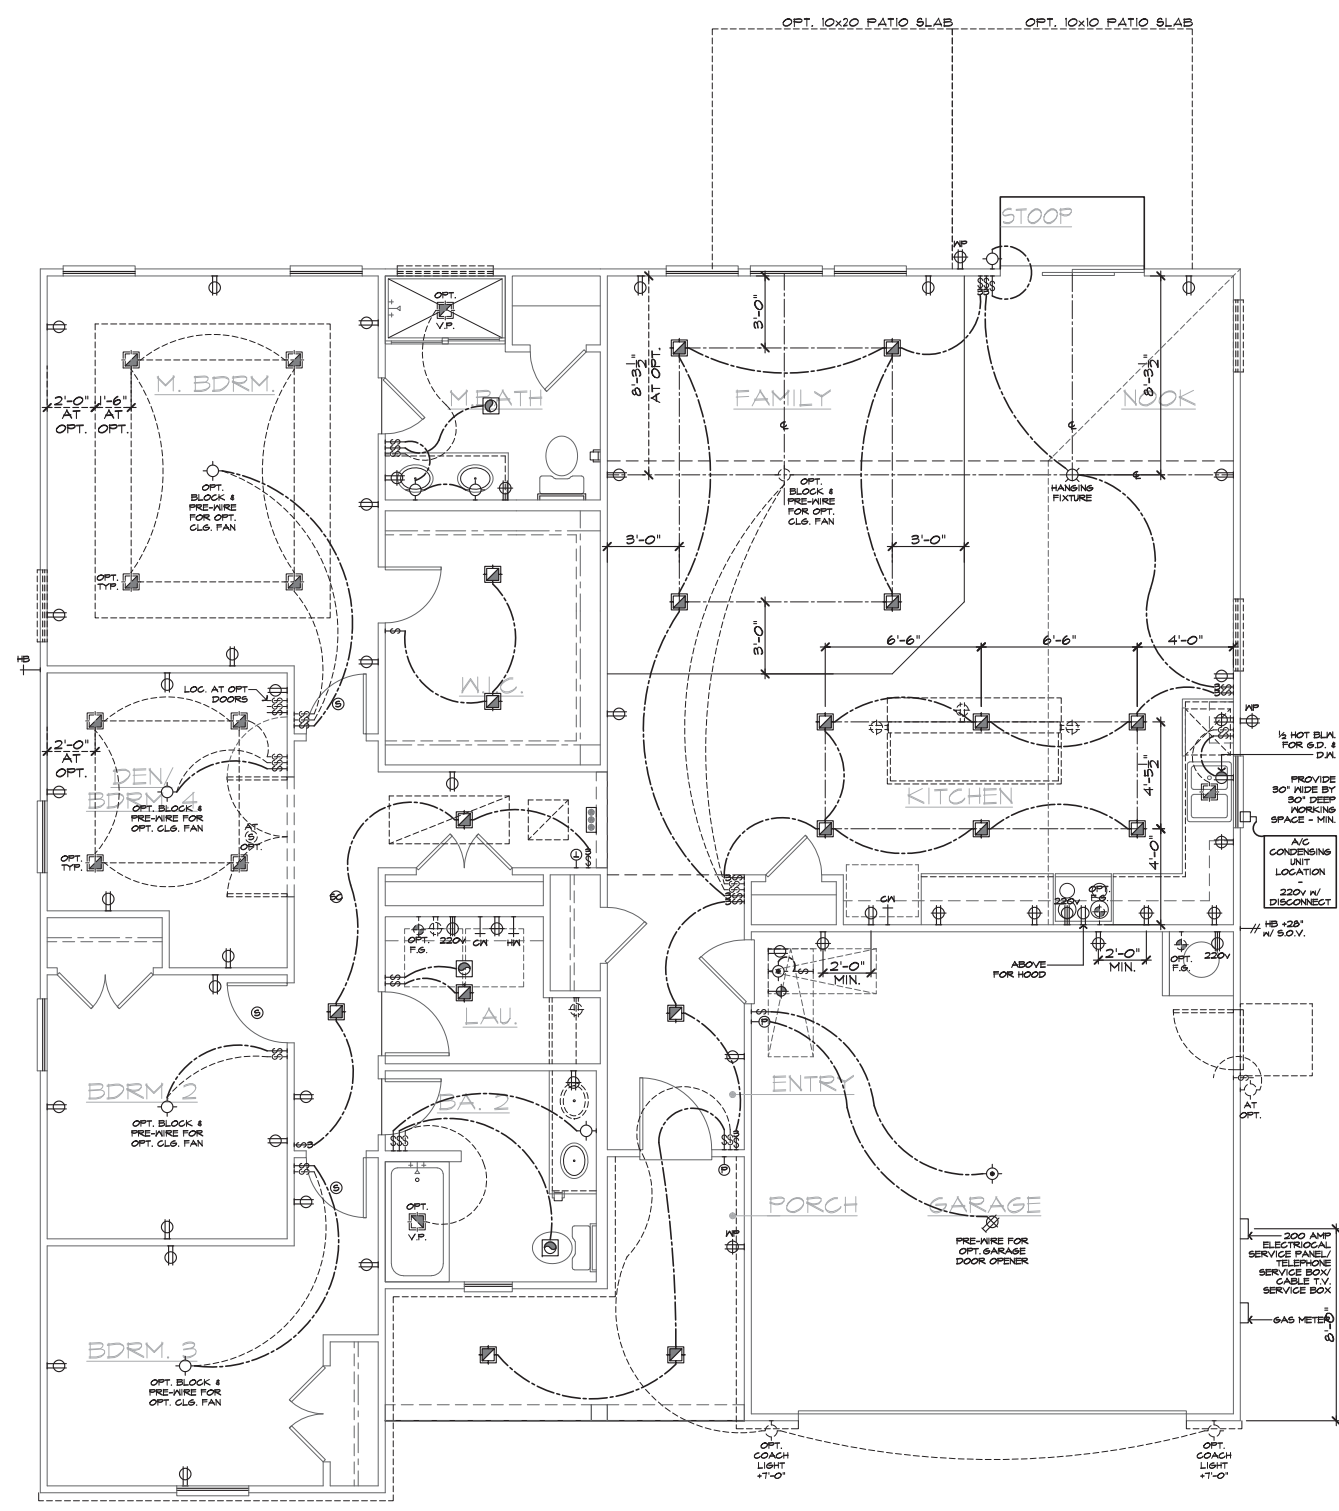 OPT. 10x20 PATIO SLAB
OPT. 10x10 PATIO SLAB
STOOP
WP
OPT.
V.P.
3'-0"
8'-3½"
AT OPT.
8'-3½"
M. BDRM.
M.BATH
FAMILY
NOOK
2'-0"
AT
OPT.
1'-6"
AT
OPT.
OPT.
BLOCK &
PRE-WIRE
FOR OPT.
CLG. FAN
OPT.
BLOCK &
PRE-WIRE
FOR OPT.
CLG. FAN
HANGING
FIXTURE
3'-0"
3'-0"
OPT.
TYP.
3'-0"
6'-6"
6'-6"
4'-0"
HB
LOC. AT OPT
DOORS
W.I.C.
S
WP
2'-0"
AT
OPT.
DEN/
BDRM. 4
OPT. BLOCK &
PRE-WIRE FOR
OPT. CLG. FAN
KITCHEN
4'-5½"
½ HOT BLW.
FOR G.D. &
D.W.
PROVIDE
30" WIDE BY
30" DEEP
WORKING
SPACE - MIN.
AT
S
OPT.
OPT.
TYP.
4'-0"
A/C
CONDENSING
UNIT
LOCATION
-
220v W/
DISCONNECT
CW
OPT.
F.G.
220v
HB +28"
W/ S.O.V.
OPT.
F.G.
220v
CW
HW
ABOVE
FOR HOOD
2'-0"
MIN.
2'-0"
MIN.
OPT.
F.G.
220v
LAU.
S
P
BDRM. 2
OPT. BLOCK &
PRE-WIRE FOR
OPT. CLG. FAN
BA. 2
ENTRY
AT
OPT.
P
S
OPT.
V.P.
PORCH
GARAGE
WP
PRE-WIRE FOR
OPT. GARAGE
DOOR OPENER
200 AMP
ELECTRIOCAL
SERVICE PANEL/
TELEPHONE
SERVICE BOX/
CABLE T.V.
SERVICE BOX
GAS METER
8'-0"
BDRM. 3
OPT. BLOCK &
PRE-WIRE FOR
OPT. CLG. FAN
OPT.
COACH
LIGHT
+7'-0"
OPT.
COACH
LIGHT
+7'-0"